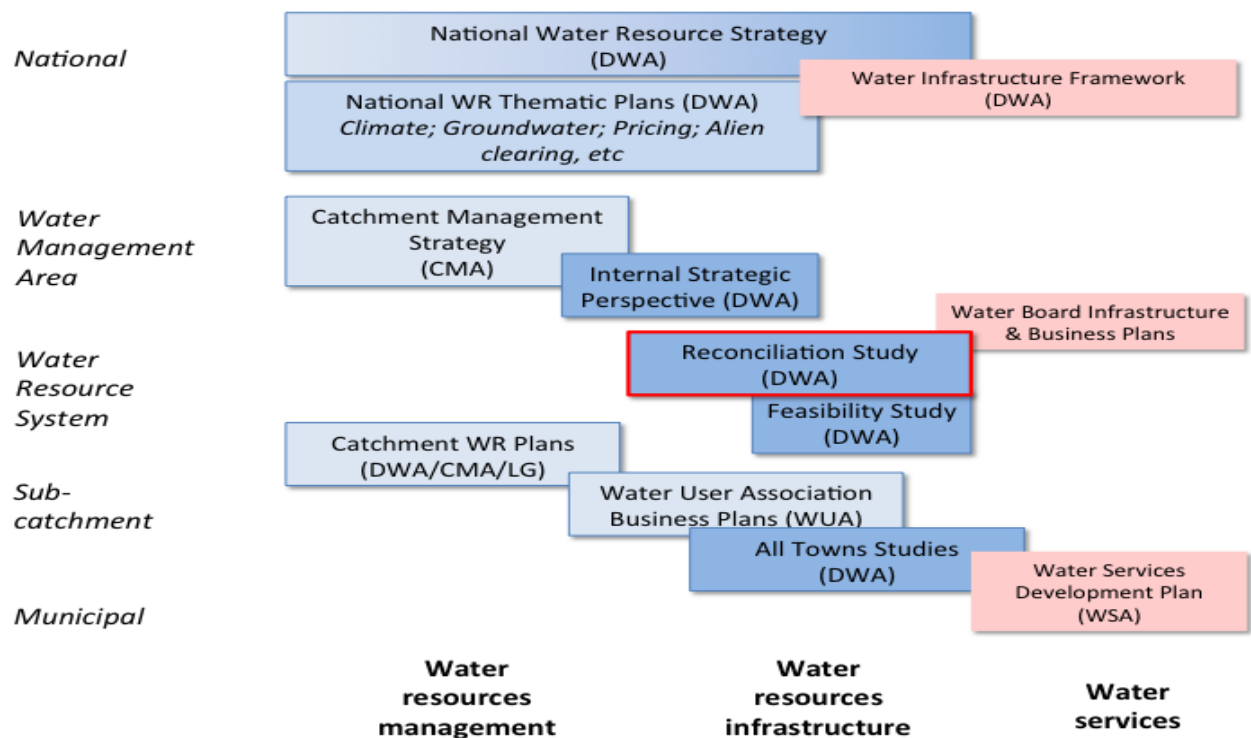 National
National Water Resource Strategy
(DWA)
Water Infrastructure Framework
(DWA)
National WR Thematic Plans (DWA)
Climate; Groundwater; Pricing; Alien
clearing, etc
Water
Management
Area
Catchment Management
Strategy
(CMA)
Internal Strategic
Perspective (DWA)
Water Board Infrastructure
& Business Plans
Water
Resource
System
Reconciliation Study
(DWA)
Feasibility Study
(DWA)
Catchment WR Plans
(DWA/CMA/LG)
Sub-
catchment
Water User Association
Business Plans (WUA)
All Towns Studies
(DWA)
Water Services
Development Plan
(WSA)
Municipal
Water
resources
management
Water
resources
infrastructure
Water
services